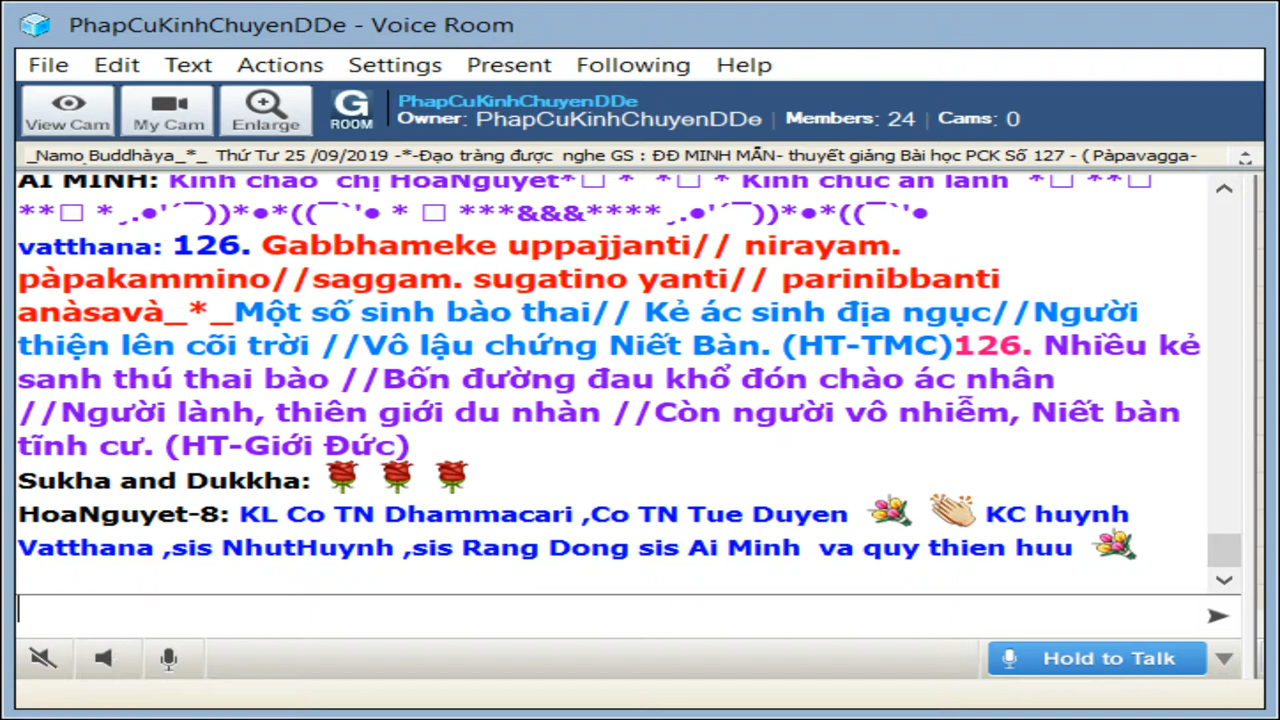 PhapCuKinhChuyenDDe - Voice Room
File Edit Text Actions Settings Present Following Help
View Cam My Cam Enlarge G ROOM
PhapCuKinhChuyenDDe
Owner: PhapCuKinhChuyenDDe | Members: 24 | Cams: 0
_Namo_Buddhàya_*_ Thứ Tư 25 /09/2019 -*-Đạo tràng được nghe GS : ĐĐ MINH MẪN- thuyết giảng Bài học PCK Số 127 - ( Pàpavagga-
AI MINH: Kinh chao chị HoaNguyet*□ * *□ * Kinh chuc an lanh *□ **□
**□ *¸.●'´¯))*●*((¯`'● * □ ***&&&****¸.●'´¯))*●*((¯`'●
vatthana: 126. Gabbhameke uppajjanti// nirayam.
pàpakammino//saggam. sugatino yanti// parinibbanti
anàsavà_*_Một số sinh bào thai// Kẻ ác sinh địa ngục//Người
thiện lên cõi trời //Vô lậu chứng Niết Bàn. (HT-TMC)126. Nhiều kẻ
sanh thú thai bào //Bốn đường đau khổ đón chào ác nhân
//Người lành, thiên giới du nhàn //Còn người vô nhiễm, Niết bàn
tĩnh cư. (HT-Giới Đức)
Sukha and Dukkha:
HoaNguyet-8: KL Co TN Dhammacari ,Co TN Tue Duyen KC huynh
Vatthana ,sis NhutHuynh ,sis Rang Dong sis Ai Minh va quy thien huu
Hold to Talk